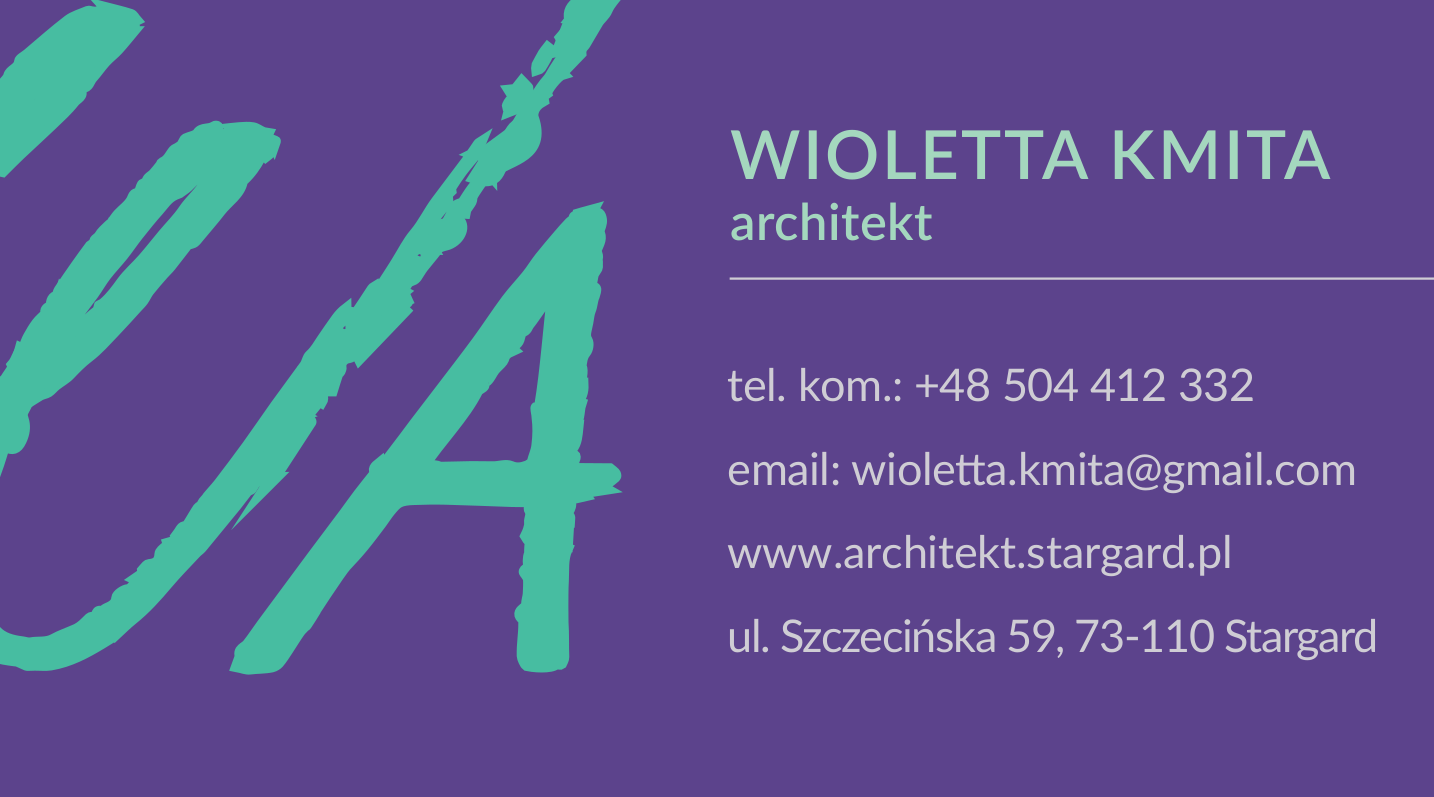 WIOLETTA KMITA
architekt
tel. kom.: +48 504 412 332
email: wioletta.kmita@gmail.com
www.architekt.stargard.pl
ul. Szczecińska 59, 73-110 Stargard